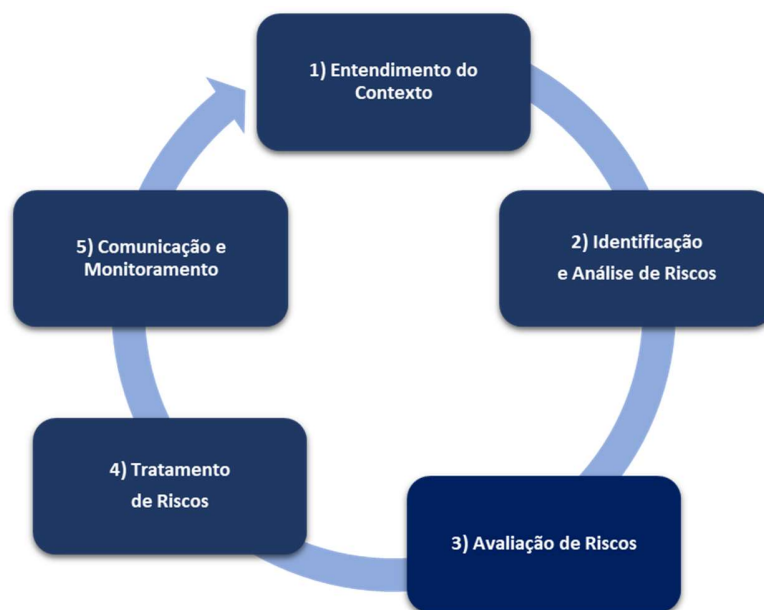 1) Entendimento do
Contexto
2) Identificação
e Análise de Riscos
3) Avaliação de Riscos
4) Tratamento
de Riscos
5) Comunicação e
Monitoramento